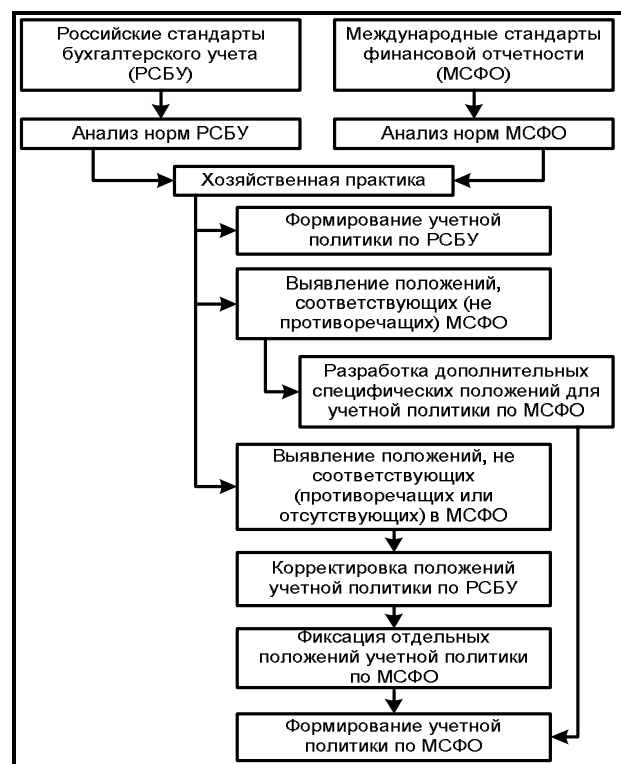 Российские стандарты
бухгалтерского учета
(РСБУ)
Международные стандарты
финансовой отчетности
(МСФО)
Анализ норм РСБУ
Анализ норм МСФО
Хозяйственная практика
Формирование учетной
политики по РСБУ
Выявление положений,
соответствующих (не
противоречащих) МСФО
Разработка дополнительных
специфических положений для
учетной политики по МСФО
Выявление положений, не
соответствующих
(противоречащих или
отсутствующих) в МСФО
Корректировка положений
учетной политики по РСБУ
Фиксация отдельных
положений учетной политики
по МСФО
Формирование учетной
политики по МСФО